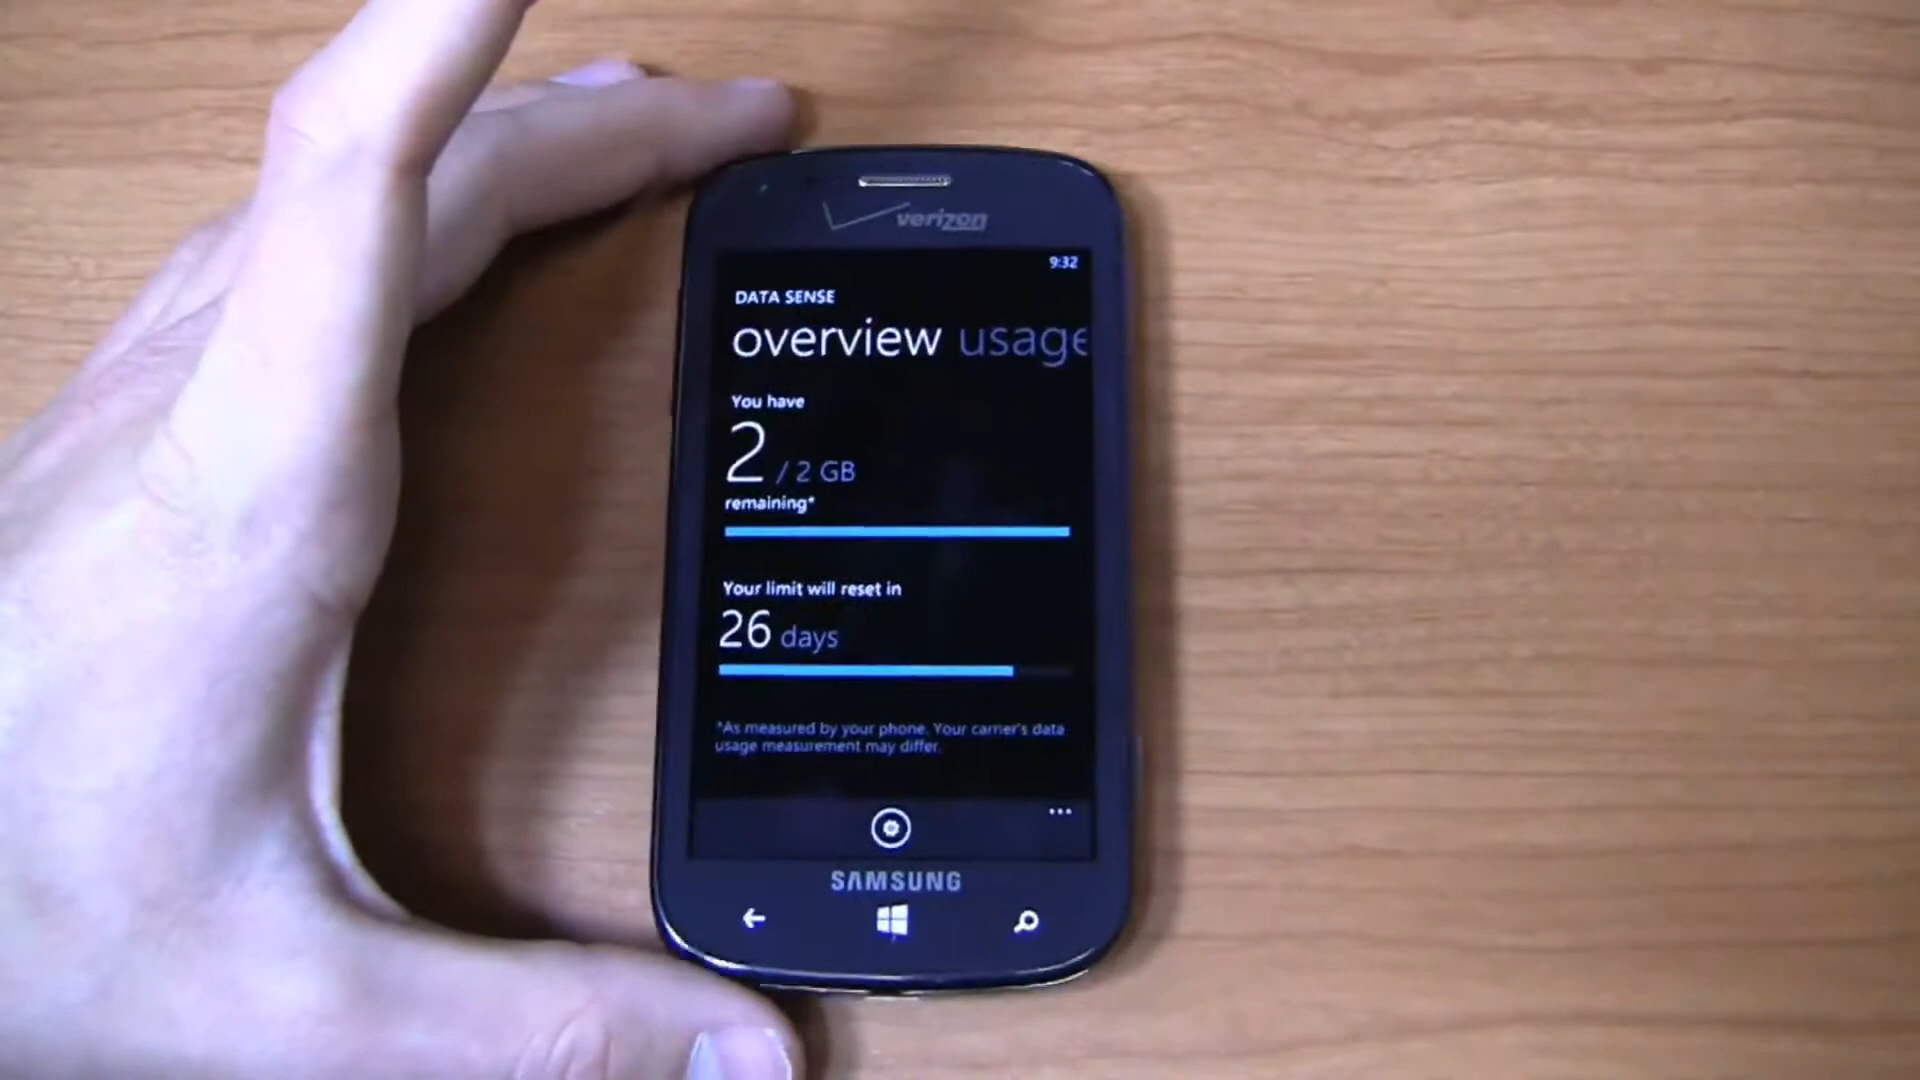 verizon
9:32
DATA SENSE
overview usage
You have
2 / 2 GB
remaining*
Your limit will reset in
26 days
*As measured by your phone. Your carrier's data
usage measurement may differ.
...
SAMSUNG